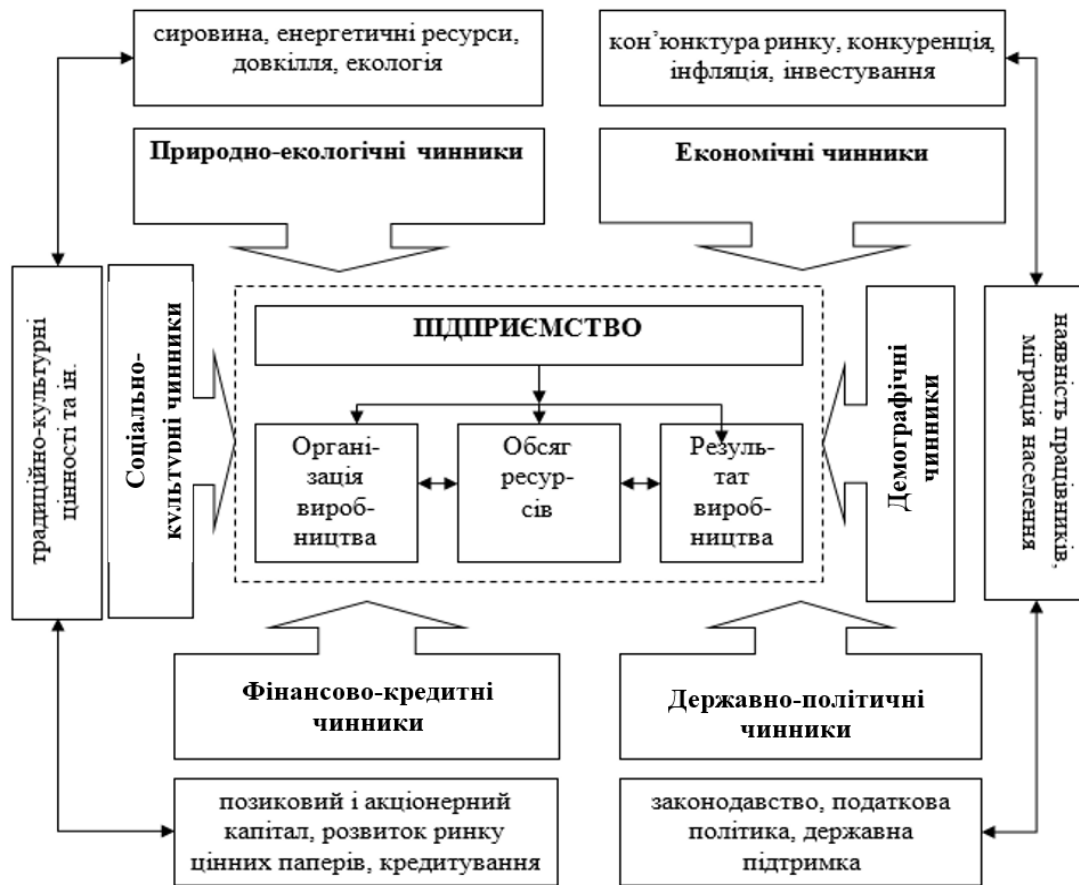 сировина, енергетичні ресурси,
довкілля, екологія
кон’юнктура ринку, конкуренція,
інфляція, інвестування
Природно-екологічні чинники
Економічні чинники
традиційно-культурні
цінності та ін.
Соціально-
культурні чинники
ПІДПРИЄМСТВО
Органі-
зація
вироб-
ництва
Обсяг
ресур-
сів
Резуль-
тат
вироб-
ництва
Демографічні
чинники
наявність працівників,
міграція населення
Фінансово-кредитні
чинники
Державно-політичні
чинники
позиковий і акціонерний
капітал, розвиток ринку
цінних паперів, кредитування
законодавство, податкова
політика, державна
підтримка